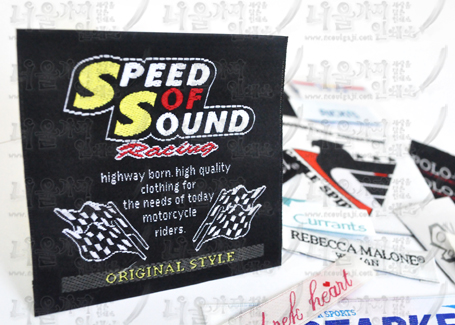 SPEED
OF
SOUND
Racing
highway born. high quality
clothing for
the needs of today
motorcycle
riders.
ORIGINAL STYLE
POLO
Currants
REBECCA MALONE®
heart
SPORTS